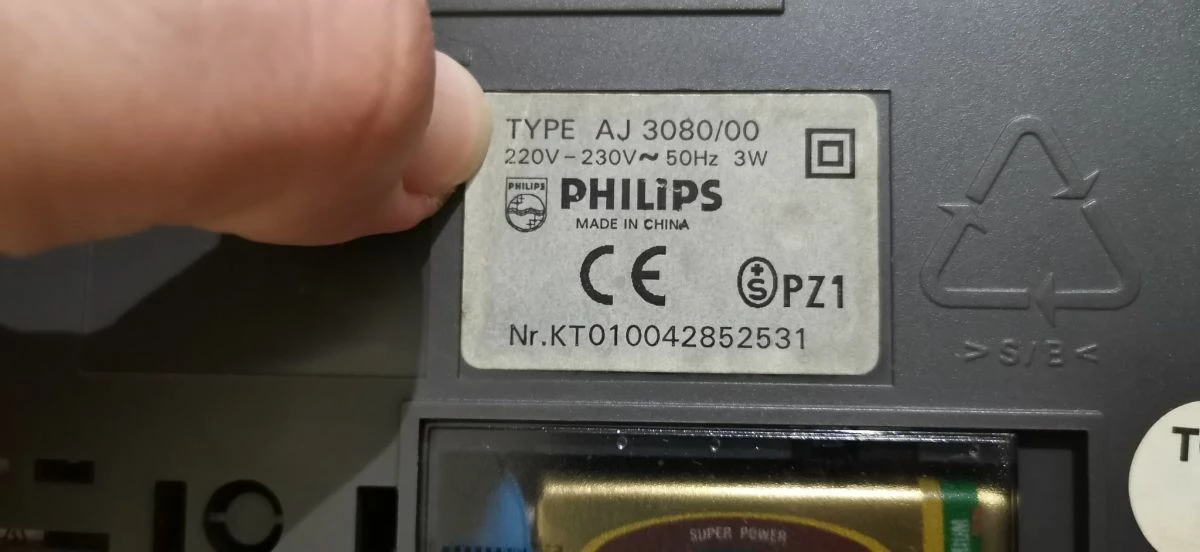 TYPE AJ 3080/00
220V - 230V ~ 50Hz 3W
PHILIPS
PHILIPS
MADE IN CHINA
CE
S PZ1
Nr.KT010042852531
> S/B <
SUPER POWER